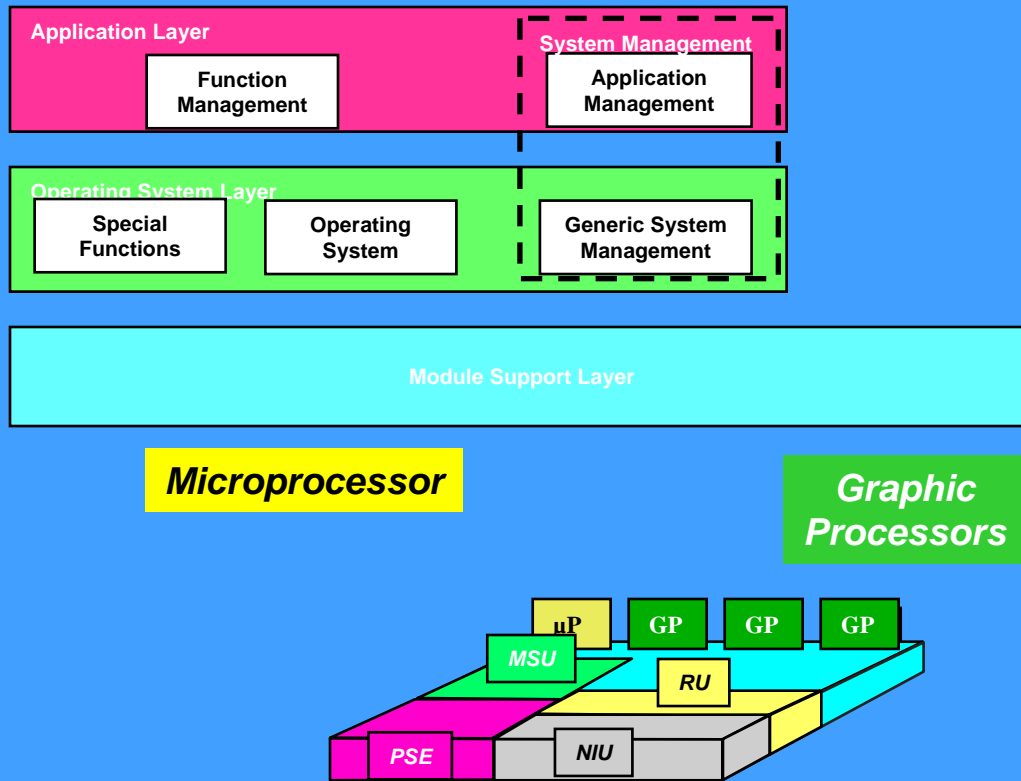 Application Layer
System Management
Function
Management
Application
Management
Operating System Layer
Special
Functions
Operating
System
Generic System
Management
Module Support Layer
Microprocessor
Graphic
Processors
µP
GP
GP
GP
MSU
RU
PSE
NIU